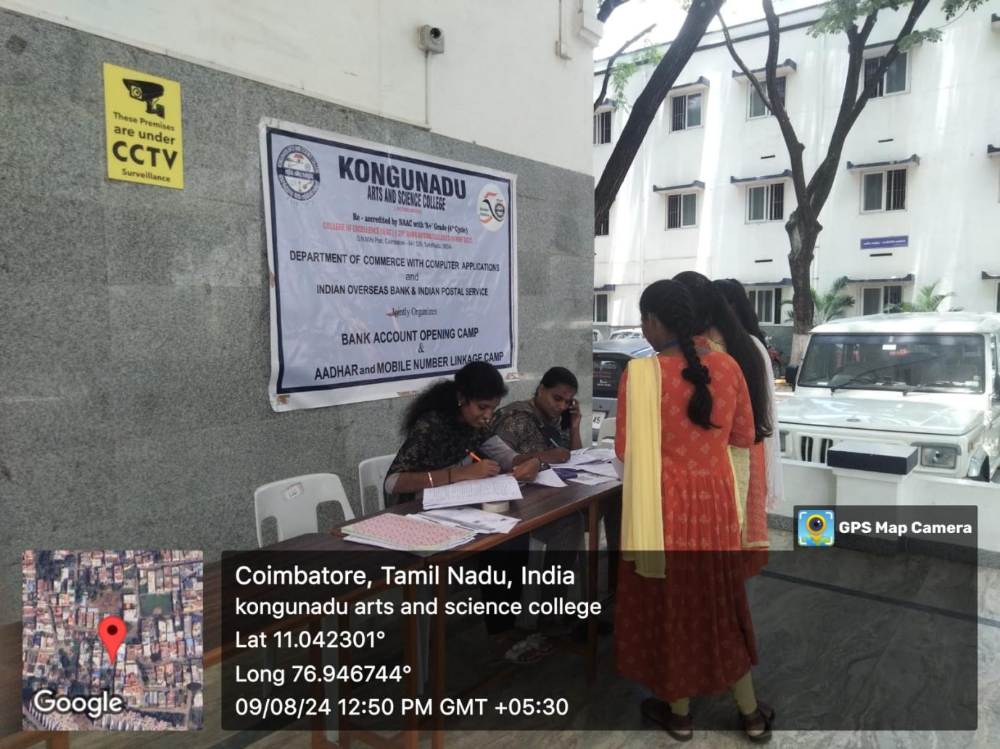 These Premises
are under
CCTV
Surveillance
KONGUNADU
ARTS AND SCIENCE COLLEGE
Re - accredited by NAAC with 'A+' Grade (4th Cycle)
COLLEGE OF EXCELLENCE (UGC) | 29th RANK AMONG COLLEGES IN NIRF 2023
G.N.Mills Post, Coimbatore - 641 029, TamilNadu, INDIA
DEPARTMENT OF COMMERCE WITH COMPUTER APPLICATIONS
and
INDIAN OVERSEAS BANK & INDIAN POSTAL SERVICE
Jointly Organizes
BANK ACCOUNT OPENING CAMP
&
AADHAR and MOBILE NUMBER LINKAGE CAMP
45
GPS Map Camera
Coimbatore, Tamil Nadu, India
kongunadu arts and science college
Lat 11.042301°
Long 76.946744°
09/08/24 12:50 PM GMT +05:30
Google